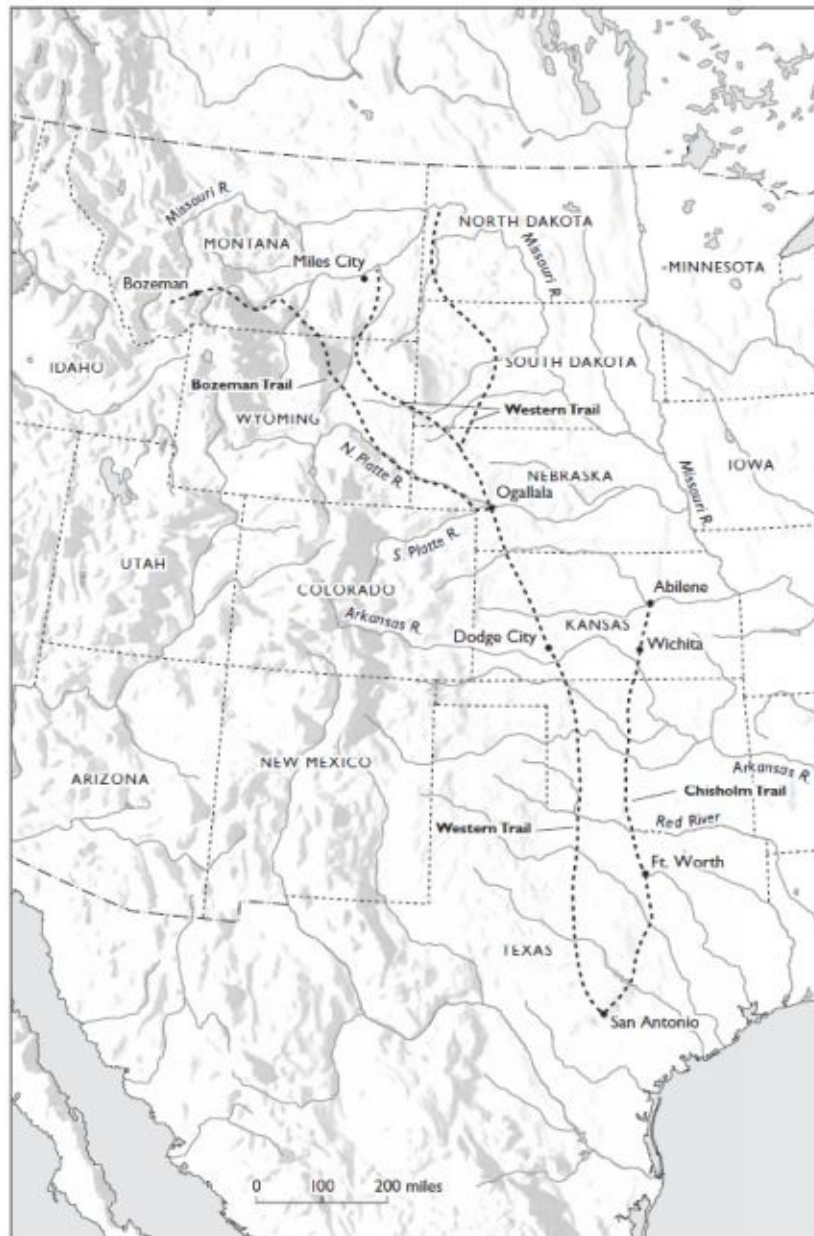 Missouri R.
NORTH DAKOTA
MONTANA
Missouri R.
Miles City
MINNESOTA
Bozeman
IDAHO
SOUTH DAKOTA
Bozeman Trail
Western Trail
WYOMING
N. Platte R.
NEBRASKA
IOWA
Missouri R.
Ogallala
S. Platte R.
UTAH
COLORADO
Abilene
Arkansas R.
KANSAS
Dodge City
Wichita
NEW MEXICO
Arkansas R.
ARIZONA
Chisholm Trail
Red River
Western Trail
Ft. Worth
TEXAS
San Antonio
0 100 200 miles